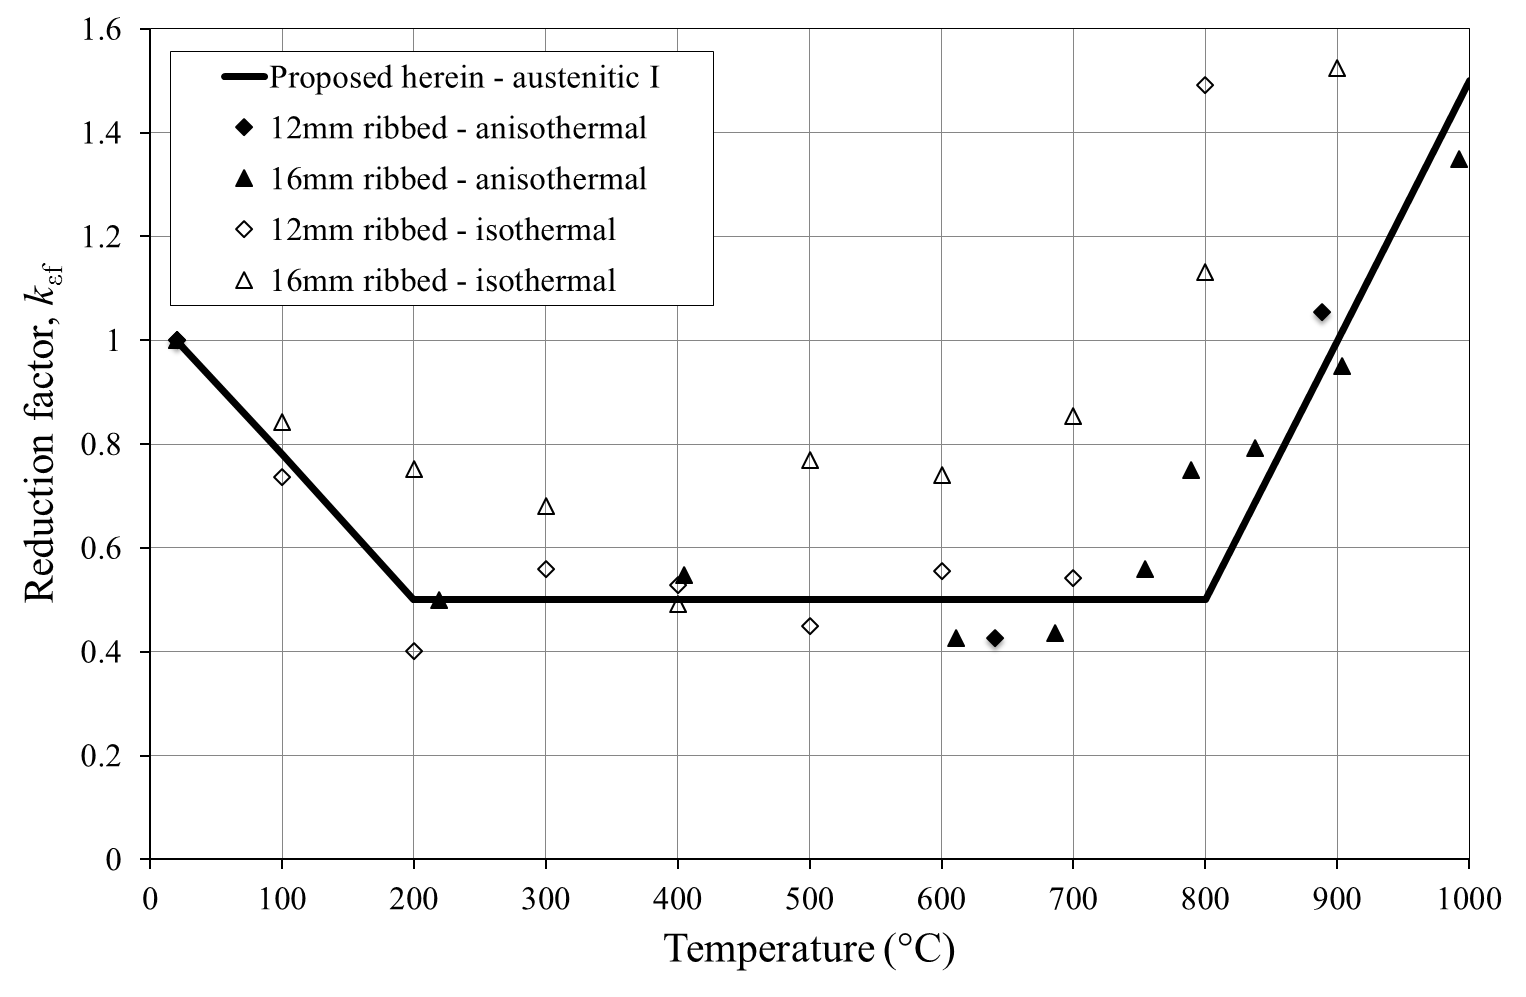 1.6
1.4
1.2
1
0.8
0.6
0.4
0.2
0
Reduction factor, kεf
Proposed herein - austenitic I
12mm ribbed - anisothermal
16mm ribbed - anisothermal
12mm ribbed - isothermal
16mm ribbed - isothermal
0 100 200 300 400 500 600 700 800 900 1000
Temperature (°C)